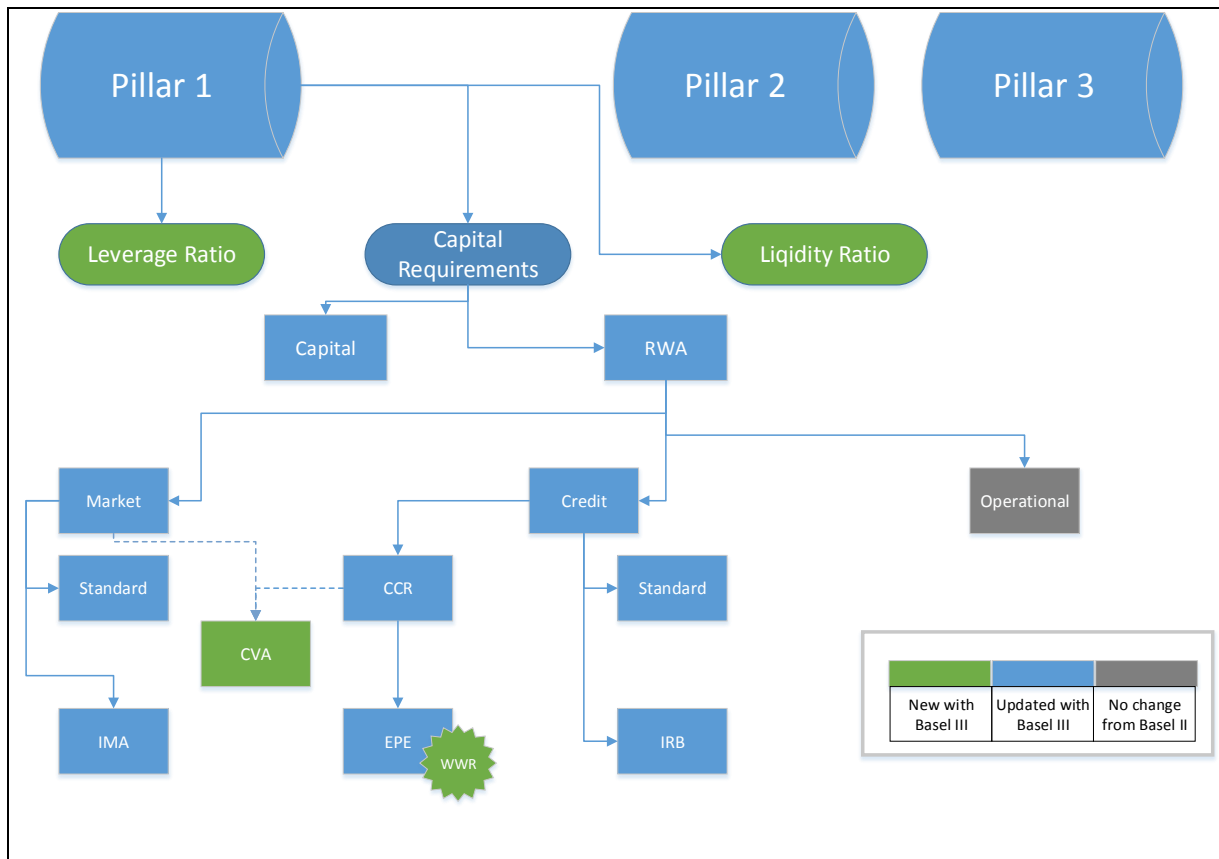 Pillar 1
Pillar 2
Pillar 3
Leverage Ratio
Capital
Requirements
Liqidity Ratio
Capital
RWA
Market
Credit
Operational
Standard
CCR
Standard
CVA
IMA
EPE
WWR
IRB
New with
Basel III
Updated with
Basel III
No change
from Basel II